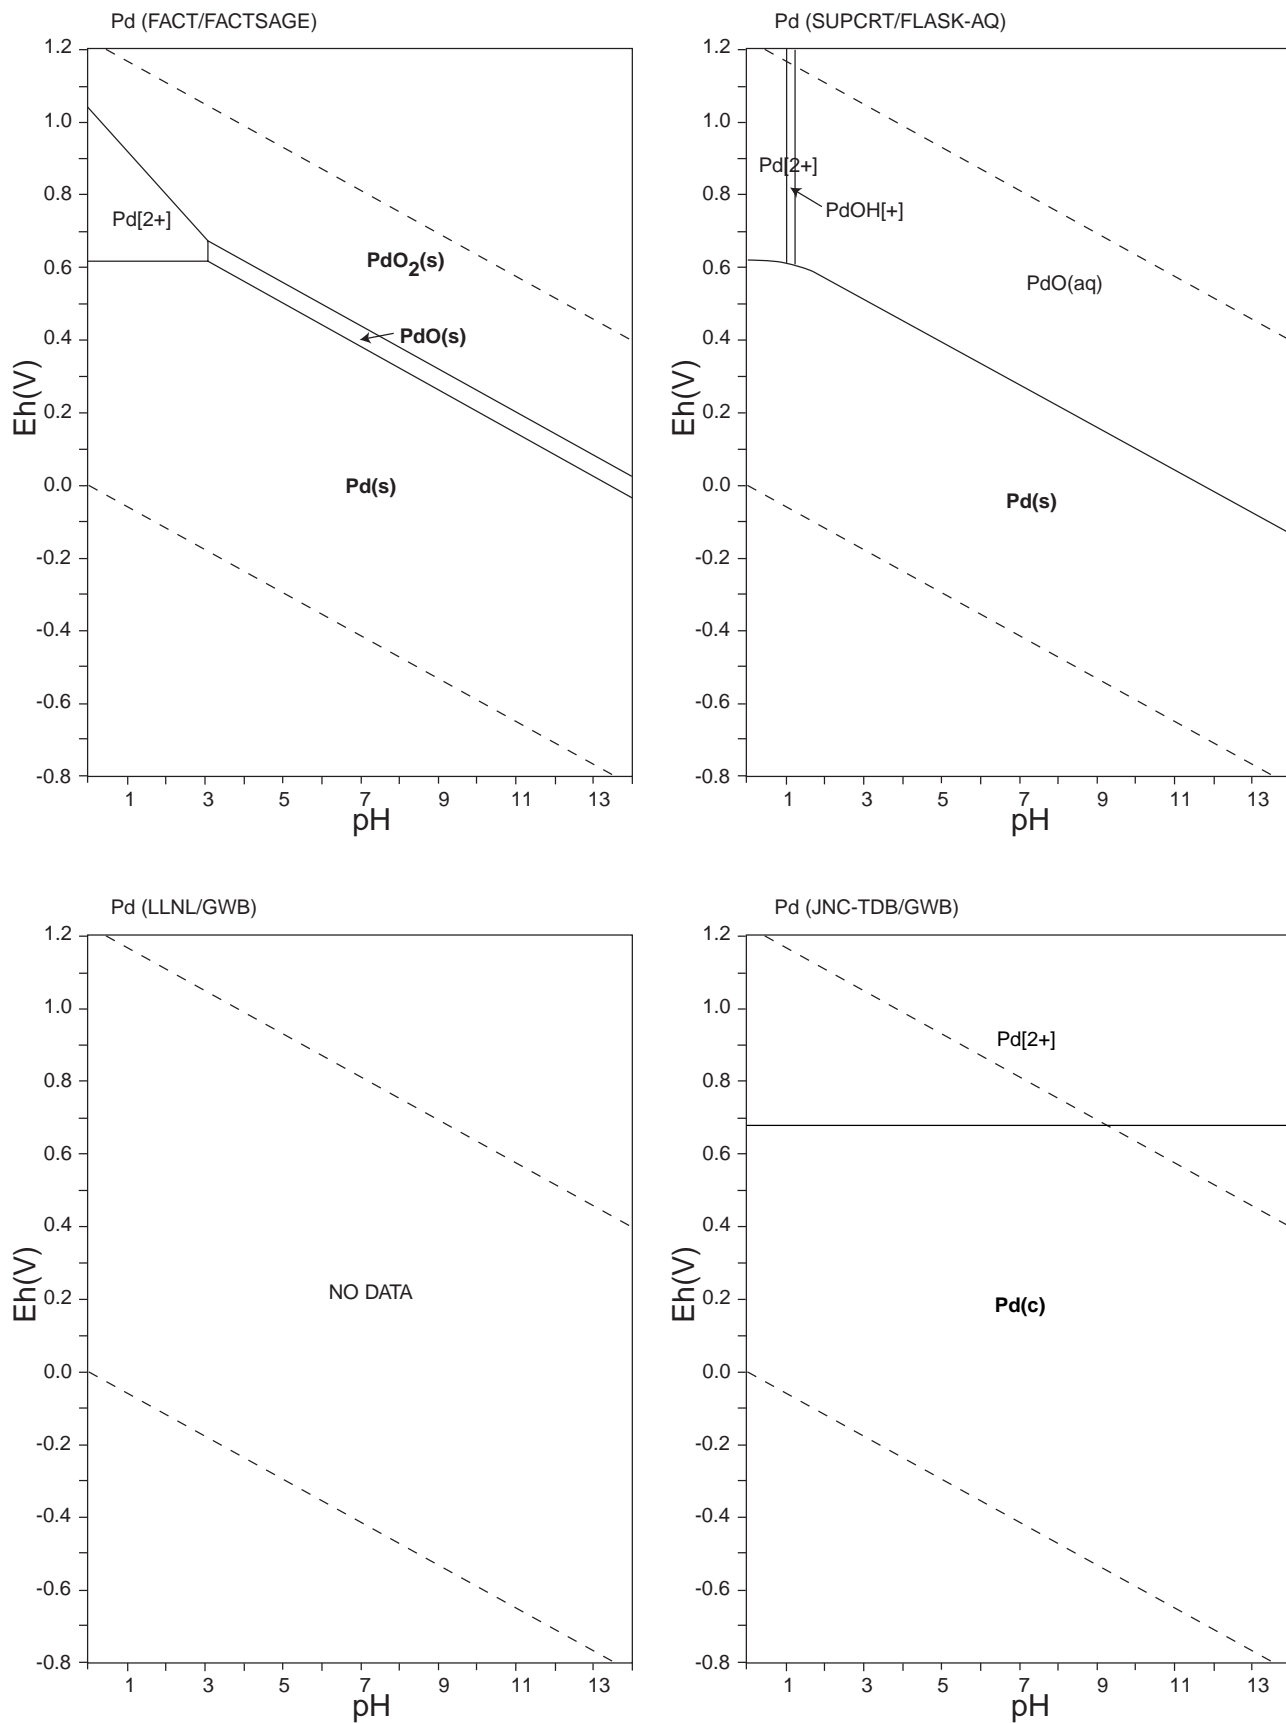 Pd (FACT/FACTSAGE)
1.2
1.0
0.8
0.6
0.4
0.2
0.0
-0.2
-0.4
-0.6
-0.8
Eh(V)
Pd[2+]
PdO2(s)
PdO(s)
Pd(s)
1 3 5 7 9 11 13
pH
Pd (SUPCRT/FLASK-AQ)
1.2
1.0
0.8
0.6
0.4
0.2
0.0
-0.2
-0.4
-0.6
-0.8
Eh(V)
Pd[2+]
PdOH[+]
PdO(aq)
Pd(s)
1 3 5 7 9 11 13
pH
Pd (LLNL/GWB)
1.2
1.0
0.8
0.6
0.4
0.2
0.0
-0.2
-0.4
-0.6
-0.8
Eh(V)
NO DATA
1 3 5 7 9 11 13
pH
Pd (JNC-TDB/GWB)
1.2
1.0
0.8
0.6
0.4
0.2
0.0
-0.2
-0.4
-0.6
-0.8
Eh(V)
Pd[2+]
Pd(c)
1 3 5 7 9 11 13
pH